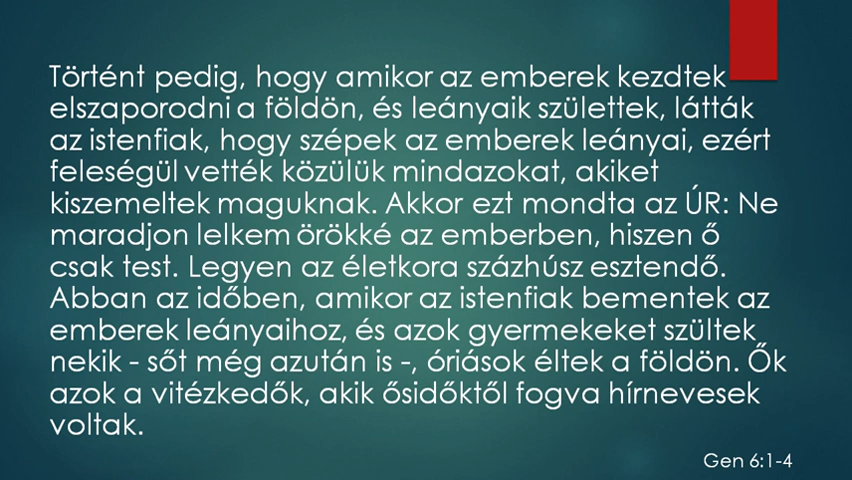 Történt pedig, hogy amikor az emberek kezdtek
elszaporodni a földön, és leányaik születtek, látták
az istenfiak, hogy szépek az emberek leányai, ezért
feleségül vették közülük mindazokat, akiket
kiszemeltek maguknak. Akkor ezt mondta az ÚR: Ne
maradjon lelkem örökké az emberben, hiszen ő
csak test. Legyen az életkora százhúsz esztendő.
Abban az időben, amikor az istenfiak bementek az
emberek leányaihoz, és azok gyermekeket szültek
nekik - sőt még azután is -, óriások éltek a földön. Ők
azok a vitézkedők, akik ősidőktől fogva hírnevesek
voltak.
Gen 6:1-4